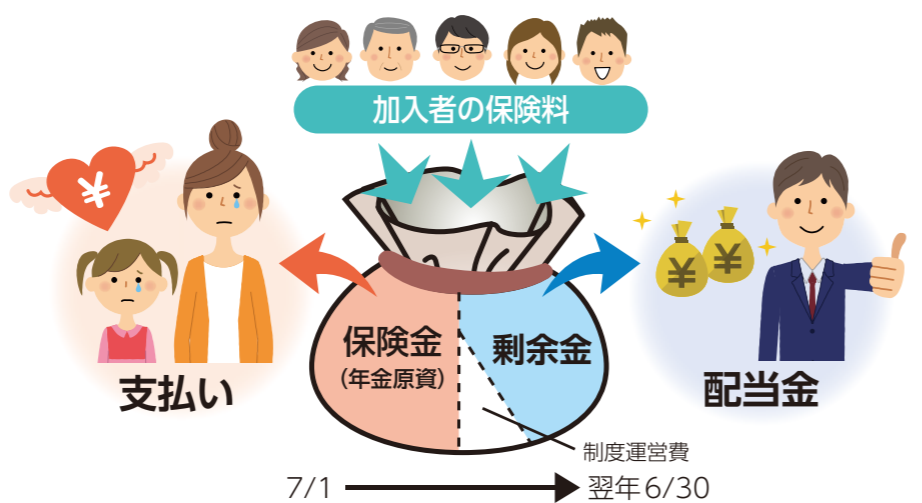 加入者の保険料
¥
¥ ¥
保険金
(年金原資)
剰余金
支払い
配当金
制度運営費
7/1
翌年6/30